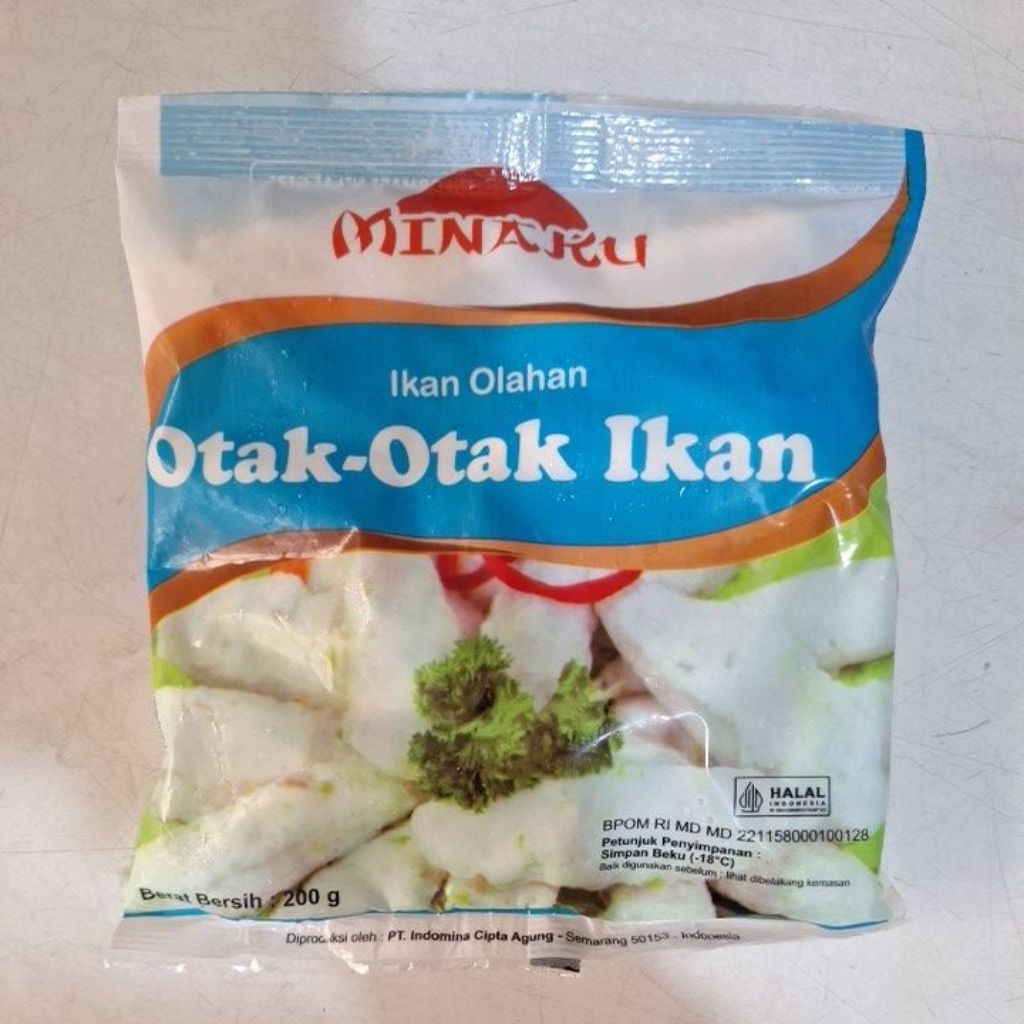 MINAKU
Ikan Olahan
Otak-Otak Ikan
HALAL
INDONESIA
BPOM RI MD MD 221158000100128
Petunjuk Penyimpanan :
Simpan Beku (-18°C)
Baik digunakan sebelum : lihat dibelakang kemasan
Berat Bersih : 200 g
Diproduksi oleh : PT. Indomina Cipta Agung - Semarang 50153 - Indonesia